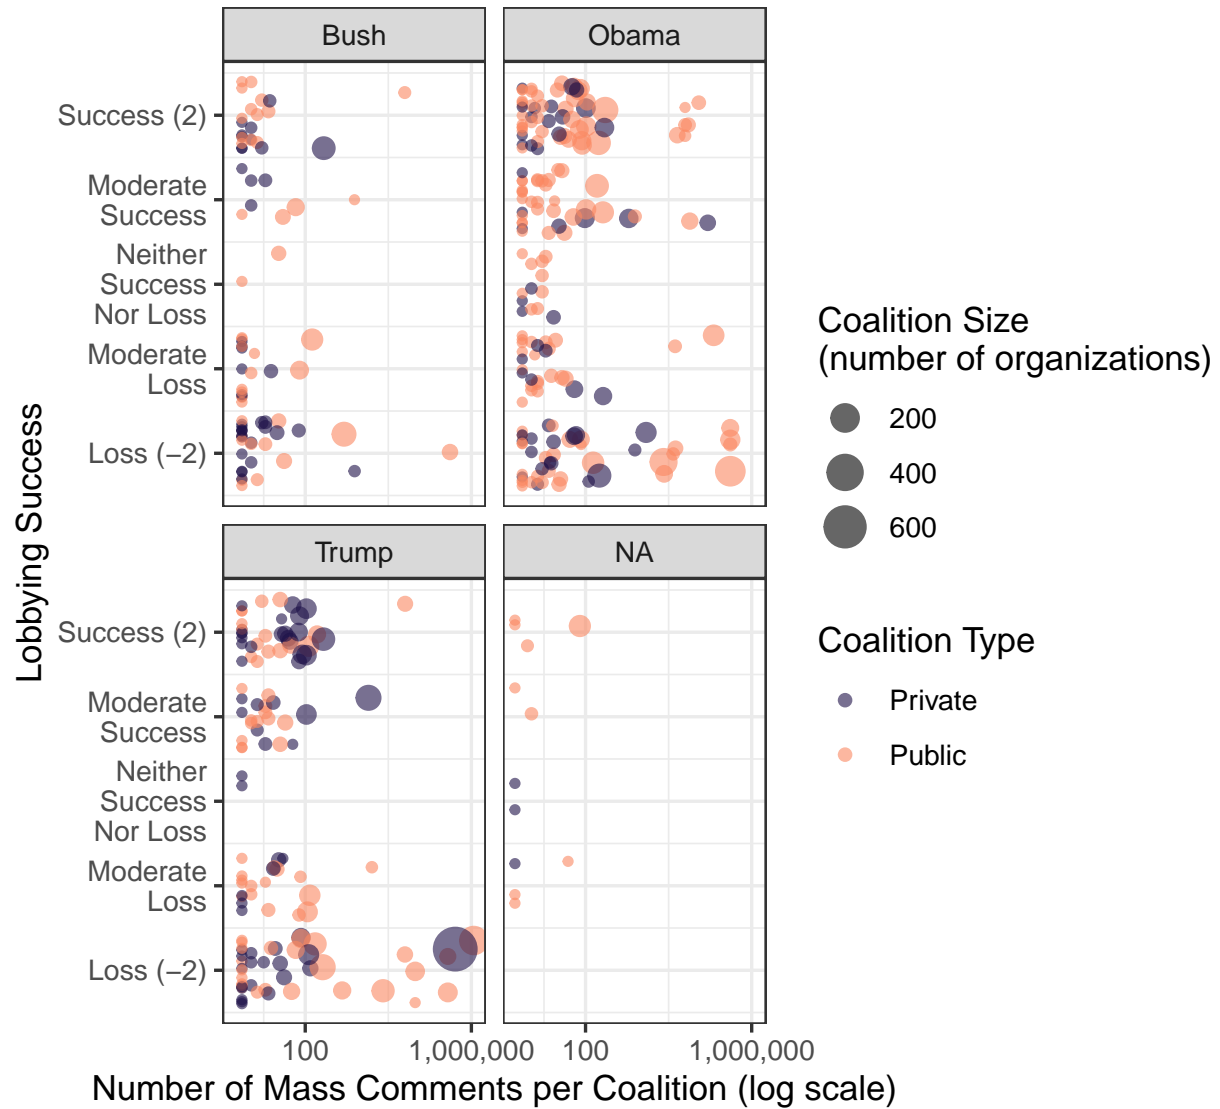 Bush
Obama
Success (2)
Moderate
Success
Neither
Success
Nor Loss
Moderate
Loss
Loss (−2)
Trump
NA
Success (2)
Moderate
Success
Neither
Success
Nor Loss
Moderate
Loss
Loss (−2)
100
1,000,000
100
1,000,000
Number of Mass Comments per Coalition (log scale)
Lobbying Success
Coalition Size
(number of organizations)
200
400
600
Coalition Type
Private
Public